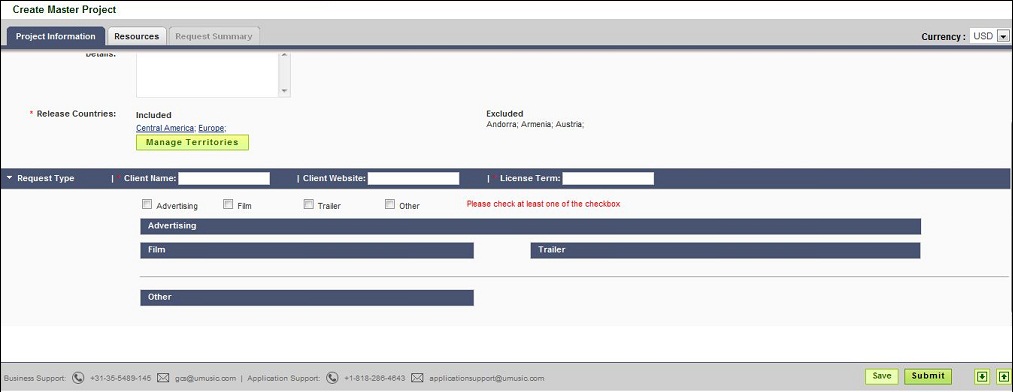 Create Master Project
Project Information Resources Request Summary Currency : USD
Details:
* Release Countries: Included Excluded
Central America; Europe; Andorra; Armenia; Austria;
Manage Territories
Request Type | * Client Name: | Client Website: | * License Term:
Advertising Film Trailer Other Please check at least one of the checkbox
Advertising
Film Trailer
Other
Business Support: +31-35-5489-145 gcs@umusic.com | Application Support: +1-818-286-4643 applicationsupport@umusic.com Save Submit